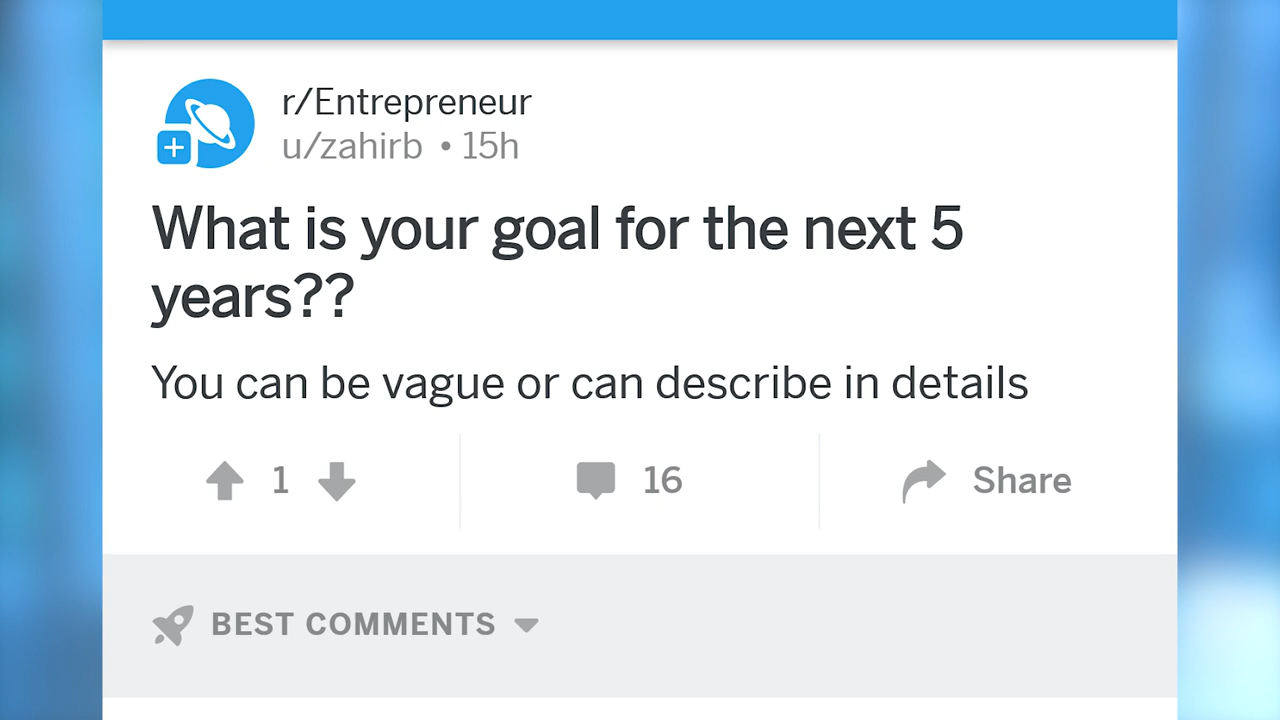 r/Entrepreneur
u/zahirb • 15h
What is your goal for the next 5
years??
You can be vague or can describe in details
1
16
Share
BEST COMMENTS